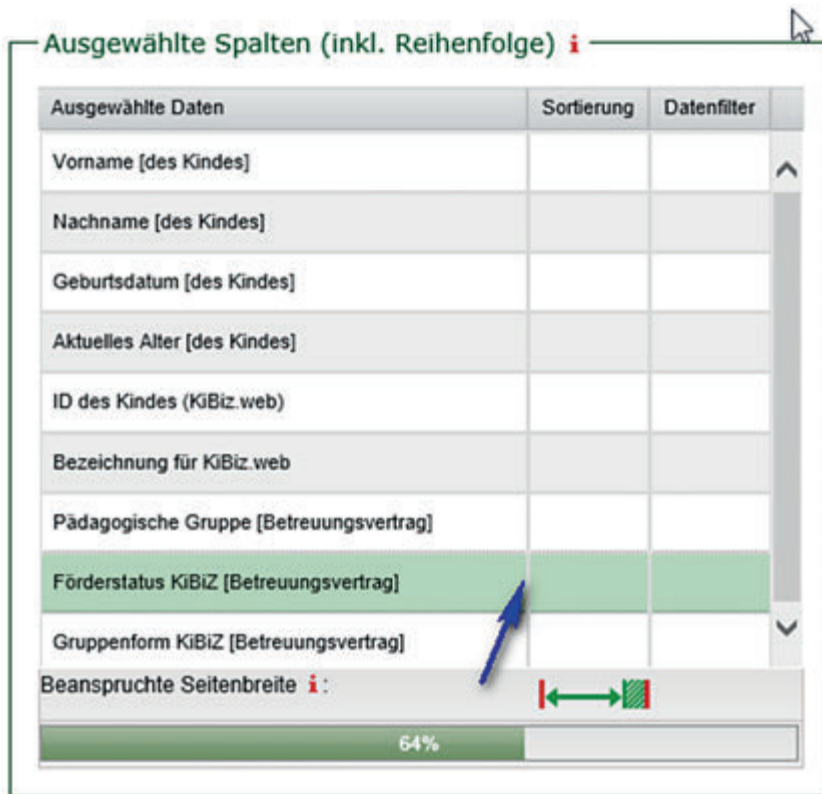 Ausgewählte Spalten (inkl. Reihenfolge) i
Ausgewählte Daten Sortierung Datenfilter
Vorname [des Kindes]
Nachname [des Kindes]
Geburtsdatum [des Kindes]
Aktuelles Alter [des Kindes]
ID des Kindes (KiBiz.web)
Bezeichnung für KiBiz.web
Pädagogische Gruppe [Betreuungsvertrag]
Förderstatus KiBiZ [Betreuungsvertrag]
Gruppenform KiBiZ [Betreuungsvertrag]
Beanspruchte Seitenbreite i :
64%